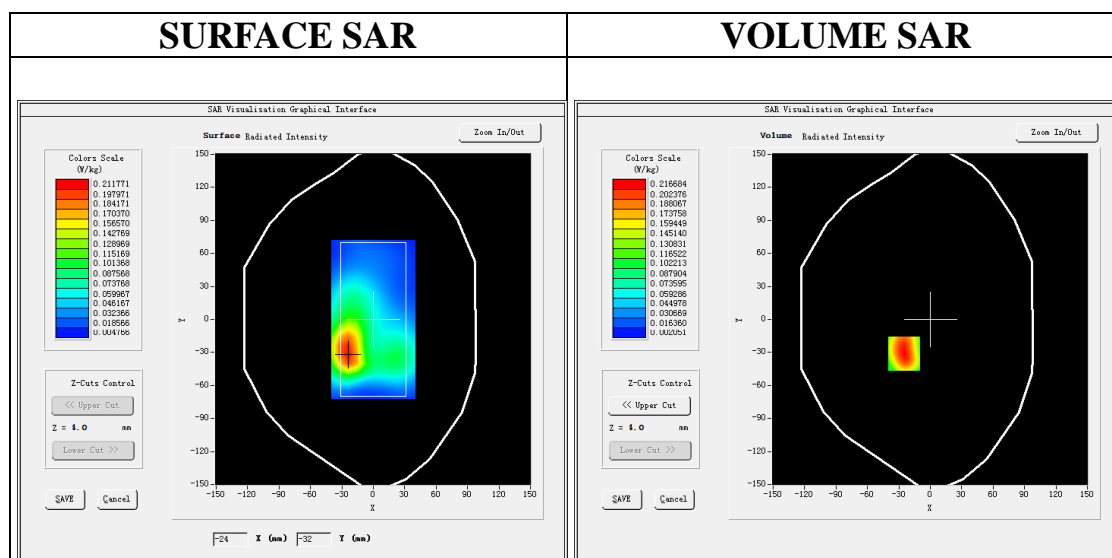 SURFACE SAR
VOLUME SAR
SAR Visualisation Graphical Interface
Surface Radiated Intensity
Zoom In/Out
Colors Scale
(W/kg)
0.211771
0.197971
0.184171
0.170370
0.156570
0.142769
0.128969
0.115169
0.101368
0.087568
0.073768
0.059967
0.046167
0.032366
0.018566
0.004766
Z-Cuts Control
<< Upper Cut
Z = 4.0 mm
Lower Cut >>
SAVE
Cancel
150
120
90
60
30
0
-30
-60
-90
-120
-150
Y
-150 -120 -90 -60 -30 0 30 60 90 120 150
X
-24 X (mm) -32 Y (mm)
SAR Visualisation Graphical Interface
Volume Radiated Intensity
Zoom In/Out
Colors Scale
(W/kg)
0.216684
0.202376
0.188067
0.173758
0.159449
0.145140
0.130831
0.116522
0.102213
0.087904
0.073595
0.059286
0.044978
0.030669
0.016360
0.002051
Z-Cuts Control
<< Upper Cut
Z = 4.0 mm
Lower Cut >>
SAVE
Cancel
150
120
90
60
30
0
-30
-60
-90
-120
-150
Y
-150 -120 -90 -60 -30 0 30 60 90 120 150
X